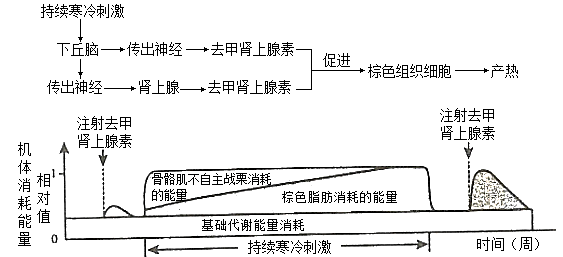 持续寒冷刺激
下丘脑 传出神经 去甲肾上腺素
促进
棕色组织细胞 产热
传出神经 肾上腺 去甲肾上腺素
注射去甲
肾上腺素
注射去甲
肾上腺素
机体消耗能量
相对值
1
0
骨骼肌不自主战栗消耗
的能量
棕色脂肪消耗的能量
基础代谢能量消耗
持续寒冷刺激
时间（周）